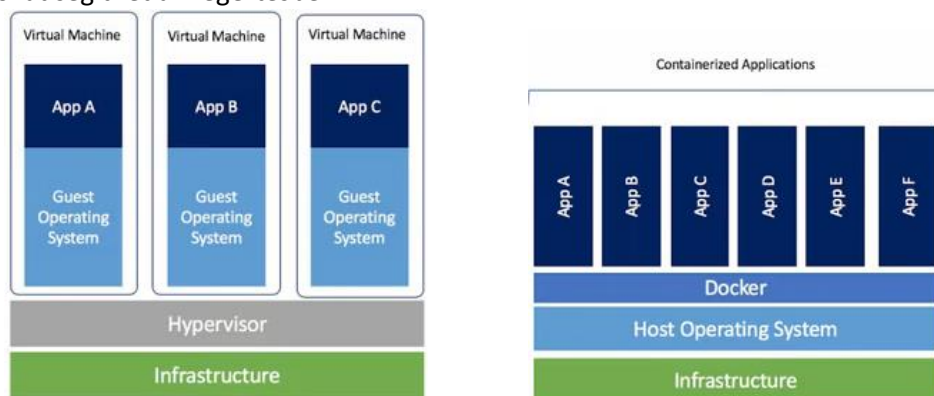 Virtual Machine
Virtual Machine
Virtual Machine
App A
App B
App C
Guest
Operating
System
Guest
Operating
System
Guest
Operating
System
Hypervisor
Infrastructure
Containerized Applications
App A
App B
App C
App D
App E
App F
Docker
Host Operating System
Infrastructure